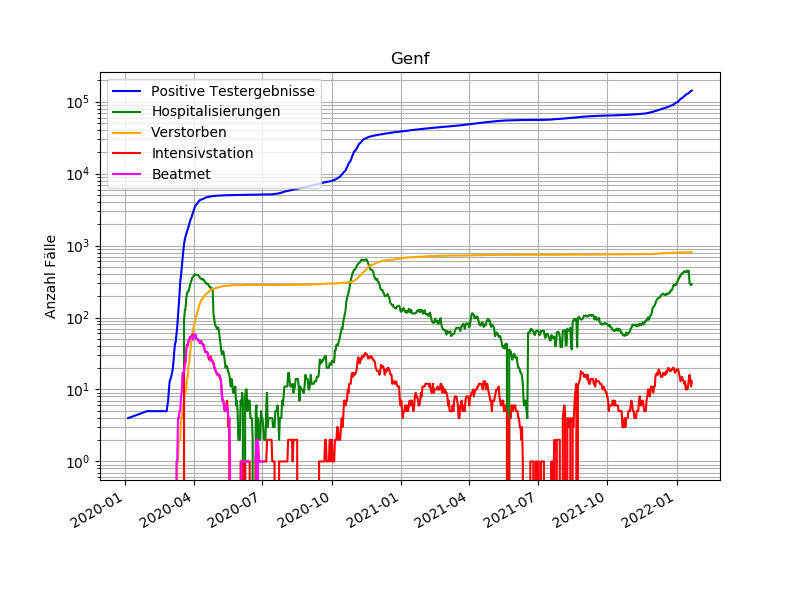 Genf
Positive Testergebnisse
Hospitalisierungen
Verstorben
Intensivstation
Beatmet
Anzahl Fälle
10⁵
10⁴
10³
10²
10¹
10⁰
2020-01
2020-04
2020-07
2020-10
2021-01
2021-04
2021-07
2021-10
2022-01